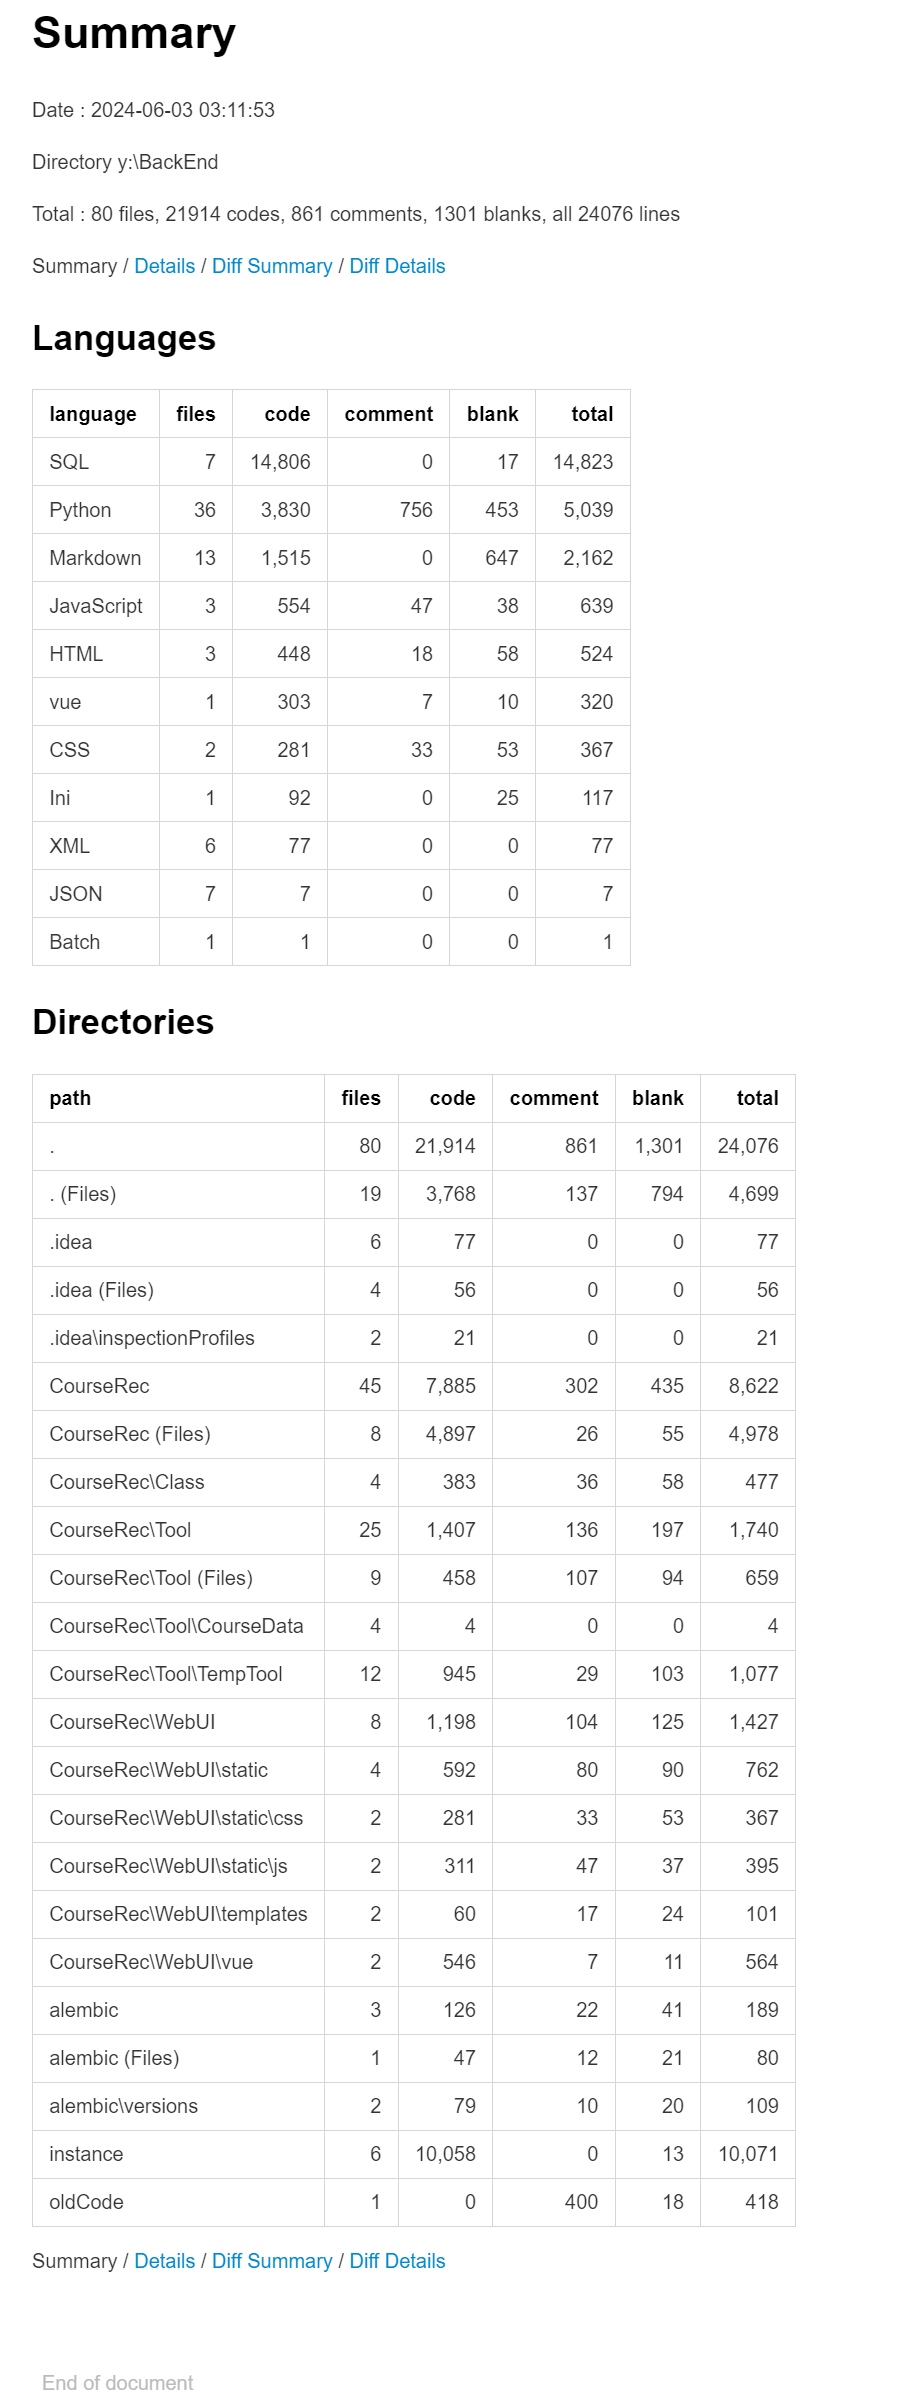 Summary
Date : 2024-06-03 03:11:53
Directory y:\BackEnd
Total : 80 files, 21914 codes, 861 comments, 1301 blanks, all 24076 lines
Summary / Details / Diff Summary / Diff Details
Languages
language files code comment blank total
SQL 7 14,806 0 17 14,823
Python 36 3,830 756 453 5,039
Markdown 13 1,515 0 647 2,162
JavaScript 3 554 47 38 639
HTML 3 448 18 58 524
vue 1 303 7 10 320
CSS 2 281 33 53 367
Ini 1 92 0 25 117
XML 6 77 0 0 77
JSON 7 7 0 0 7
Batch 1 1 0 0 1
Directories
path files code comment blank total
. 80 21,914 861 1,301 24,076
. (Files) 19 3,768 137 794 4,699
.idea 6 77 0 0 77
.idea (Files) 4 56 0 0 56
.idea\inspectionProfiles 2 21 0 0 21
CourseRec 45 7,885 302 435 8,622
CourseRec (Files) 8 4,897 26 55 4,978
CourseRec\Class 4 383 36 58 477
CourseRec\Tool 25 1,407 136 197 1,740
CourseRec\Tool (Files) 9 458 107 94 659
CourseRec\Tool\CourseData 4 4 0 0 4
CourseRec\Tool\TempTool 12 945 29 103 1,077
CourseRec\WebUI 8 1,198 104 125 1,427
CourseRec\WebUI\static 4 592 80 90 762
CourseRec\WebUI\static\css 2 281 33 53 367
CourseRec\WebUI\static\js 2 311 47 37 395
CourseRec\WebUI\templates 2 60 17 24 101
CourseRec\WebUI\vue 2 546 7 11 564
alembic 3 126 22 41 189
alembic (Files) 1 47 12 21 80
alembic\versions 2 79 10 20 109
instance 6 10,058 0 13 10,071
oldCode 1 0 400 18 418
Summary / Details / Diff Summary / Diff Details
End of document